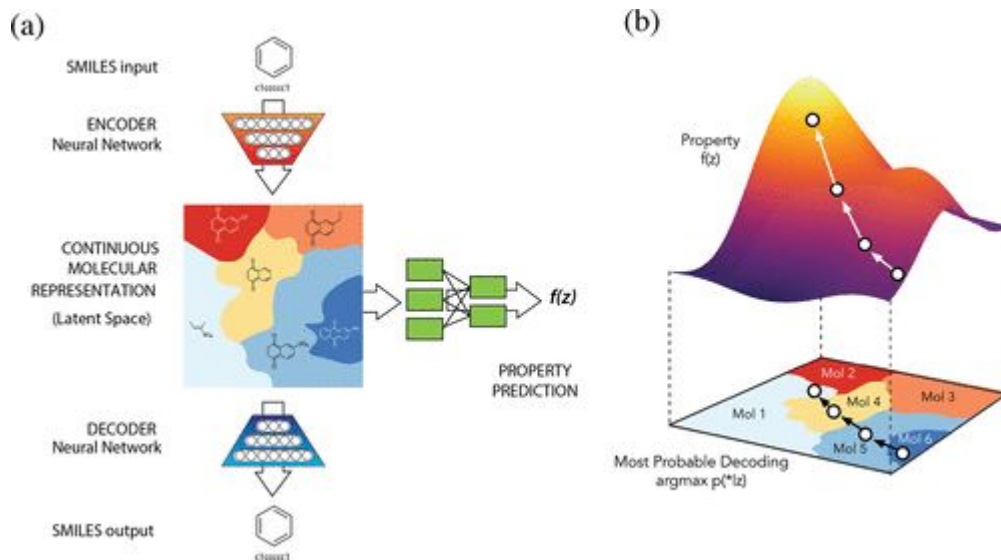 (a)
SMILES input
c1ccccc1
ENCODER
Neural Network
CONTINUOUS
MOLECULAR
REPRESENTATION
(Latent Space)
f(z)
PROPERTY
PREDICTION
DECODER
Neural Network
SMILES output
c1ccccc1
(b)
Property
f(z)
Mol 2
Mol 4
Mol 3
Mol 1
Mol 5
Mol 6
Most Probable Decoding
argmax p(*|z)